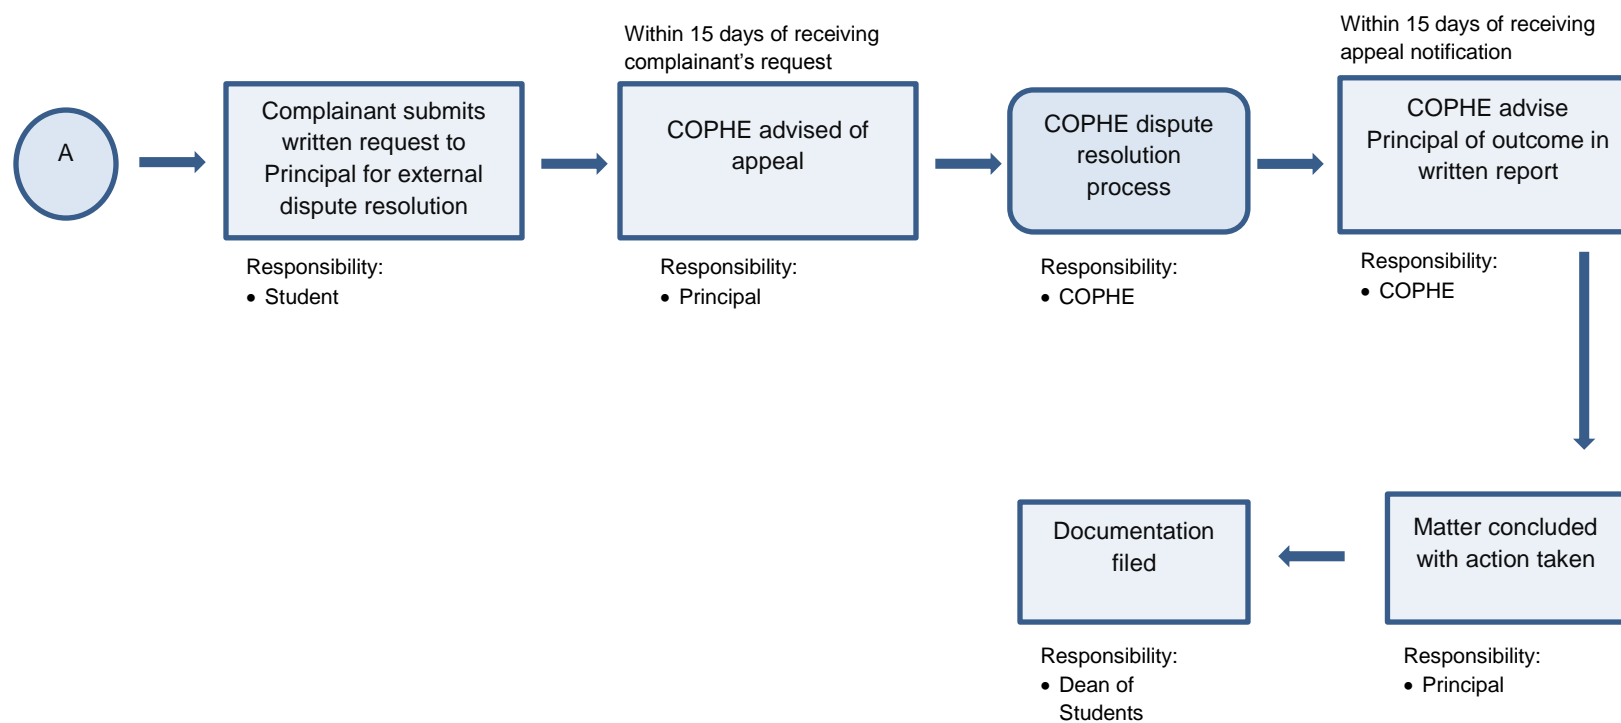 A
Complainant submits
written request to
Principal for external
dispute resolution
Responsibility:
• Student
Within 15 days of receiving
complainant’s request
COPHE advised of
appeal
Responsibility:
• Principal
COPHE dispute
resolution
process
Responsibility:
• COPHE
Within 15 days of receiving
appeal notification
COPHE advise
Principal of outcome in
written report
Responsibility:
• COPHE
Matter concluded
with action taken
Responsibility:
• Principal
Documentation
filed
Responsibility:
• Dean of
Students